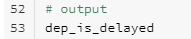 52 # output
53 dep_is_delayed